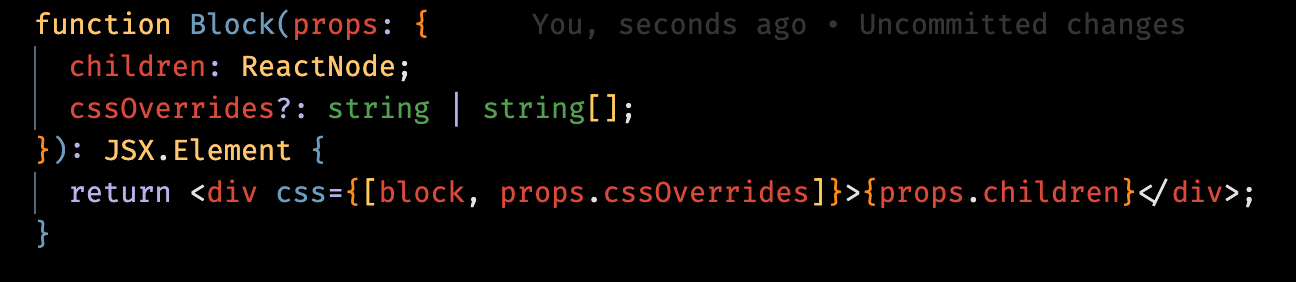 function Block(props: {      You, seconds ago • Uncommitted changes
  children: ReactNode;
  cssOverrides?: string | string[];
}): JSX.Element {
  return <div css={[block, props.cssOverrides]}>{props.children}</div>;
}